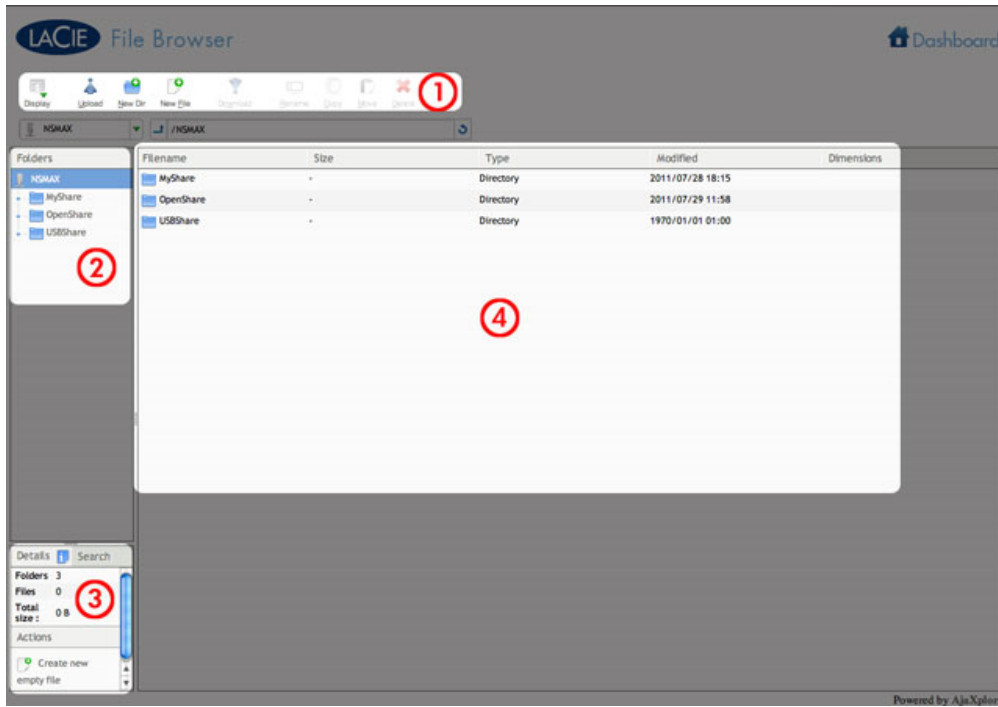 LACIE File Browser
Dashboard
Display Upload New Dir New File Download Rename Copy Move Delete
1
NSMAX /NSMAX
Folders
NSMAX
MyShare
OpenShare
USBShare
2
Filename Size Type Modified Dimensions
MyShare - Directory 2011/07/28 18:15
OpenShare - Directory 2011/07/29 11:58
USBShare - Directory 1970/01/01 01:00
4
Details Search
Folders 3
Files 0
Total size : 0 B
3
Actions
Create new
empty file
Powered by AjaXplor